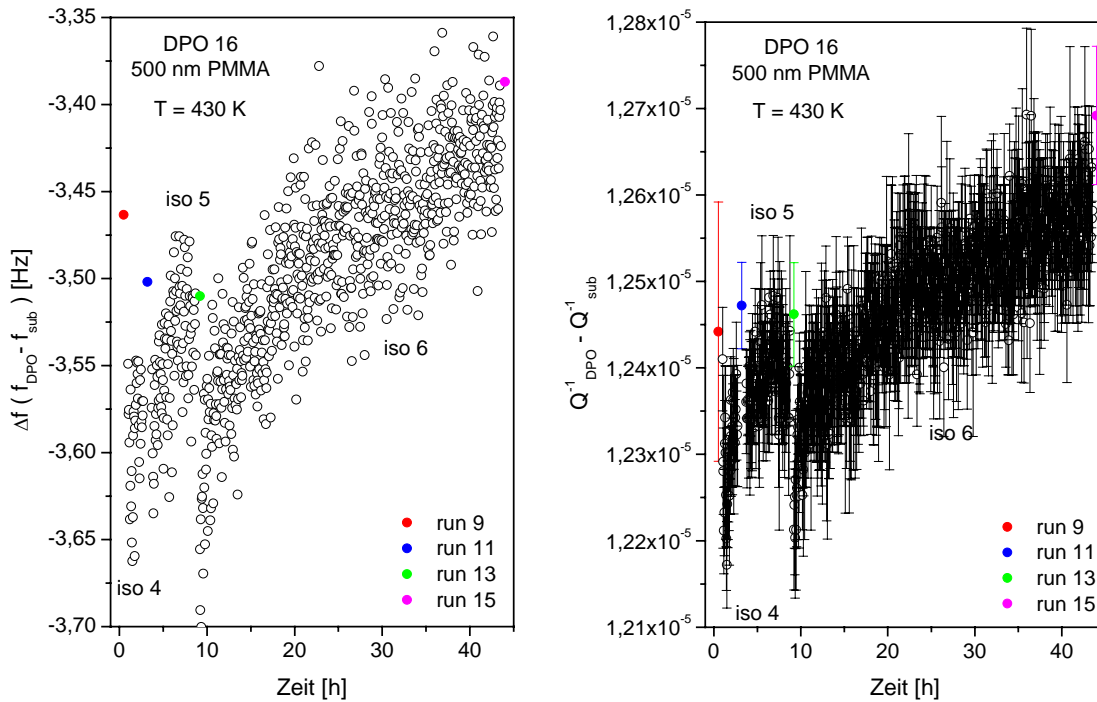 -3,35
-3,40
-3,45
-3,50
-3,55
-3,60
-3,65
-3,70
0
10
20
30
40
Zeit [h]
Δf ( f_DPO - f_sub ) [Hz]
DPO 16
500 nm PMMA
T = 430 K
iso 5
iso 6
iso 4
run 9
run 11
run 13
run 15
1,28x10^-5
1,27x10^-5
1,26x10^-5
1,25x10^-5
1,24x10^-5
1,23x10^-5
1,22x10^-5
1,21x10^-5
0
10
20
30
40
Zeit [h]
Q^-1_DPO - Q^-1_sub
DPO 16
500 nm PMMA
T = 430 K
iso 5
iso 6
iso 4
run 9
run 11
run 13
run 15